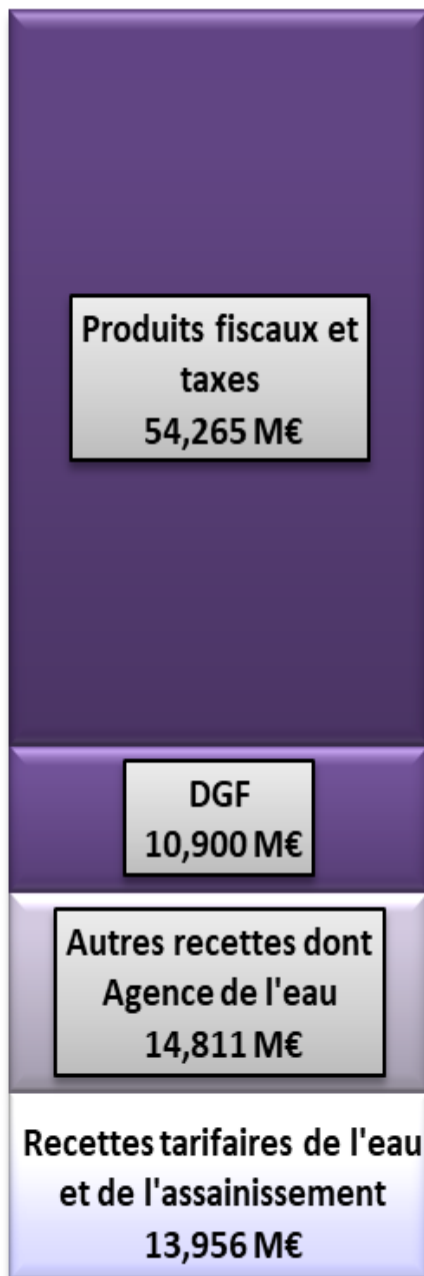 Produits fiscaux et
taxes
54,265 M€
DGF
10,900 M€
Autres recettes dont
Agence de l'eau
14,811 M€
Recettes tarifaires de l'eau
et de l'assainissement
13,956 M€